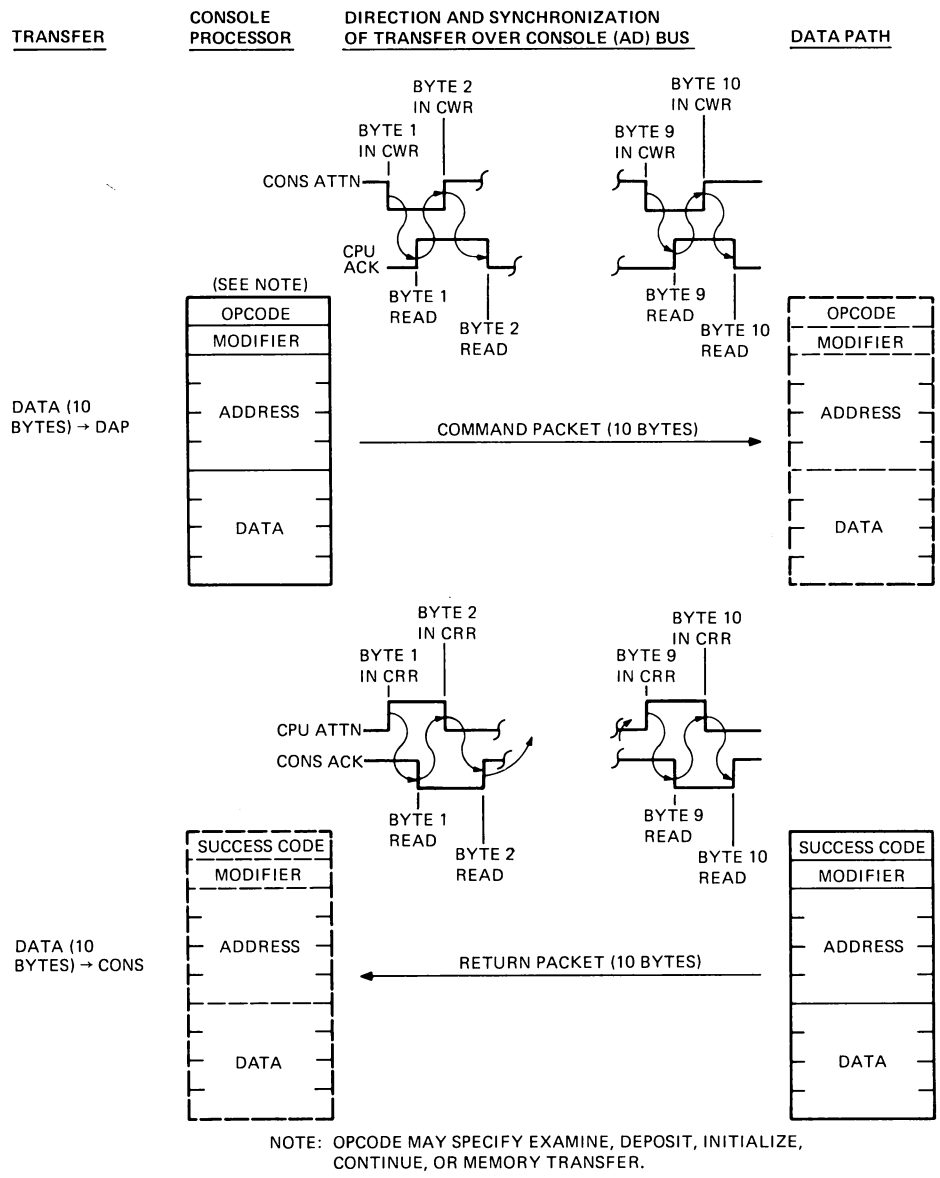 TRANSFER
CONSOLE
PROCESSOR
DIRECTION AND SYNCHRONIZATION
OF TRANSFER OVER CONSOLE (AD) BUS
DATA PATH
BYTE 2
IN CWR
BYTE 10
IN CWR
BYTE 1
IN CWR
BYTE 9
IN CWR
CONS ATTN
CPU
ACK
(SEE NOTE)
BYTE 1
READ
BYTE 2
READ
BYTE 9
READ
BYTE 10
READ
OPCODE
MODIFIER
ADDRESS
DATA
OPCODE
MODIFIER
ADDRESS
DATA
DATA (10
BYTES) → DAP
COMMAND PACKET (10 BYTES)
BYTE 2
IN CRR
BYTE 10
IN CRR
BYTE 1
IN CRR
BYTE 9
IN CRR
CPU ATTN
CONS ACK
BYTE 1
READ
BYTE 2
READ
BYTE 9
READ
BYTE 10
READ
SUCCESS CODE
MODIFIER
ADDRESS
DATA
SUCCESS CODE
MODIFIER
ADDRESS
DATA
DATA (10
BYTES) → CONS
RETURN PACKET (10 BYTES)
NOTE: OPCODE MAY SPECIFY EXAMINE, DEPOSIT, INITIALIZE,
CONTINUE, OR MEMORY TRANSFER.